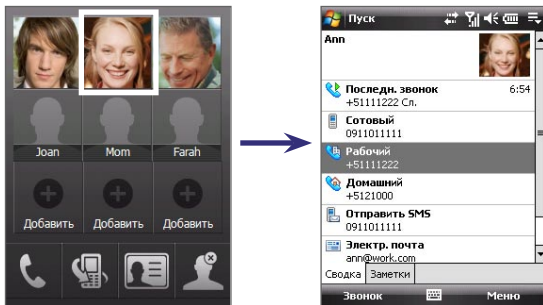 Joan Mom Farah
Добавить Добавить Добавить
Пуск
Ann
Последн. звонок 6:54
+51111222 Сл.
Сотовый
0911011111
Рабочий
+51111222
Домашний
+5121000
Отправить SMS
0911011111
Электр. почта
ann@work.com
Сводка Заметки
Звонок Меню